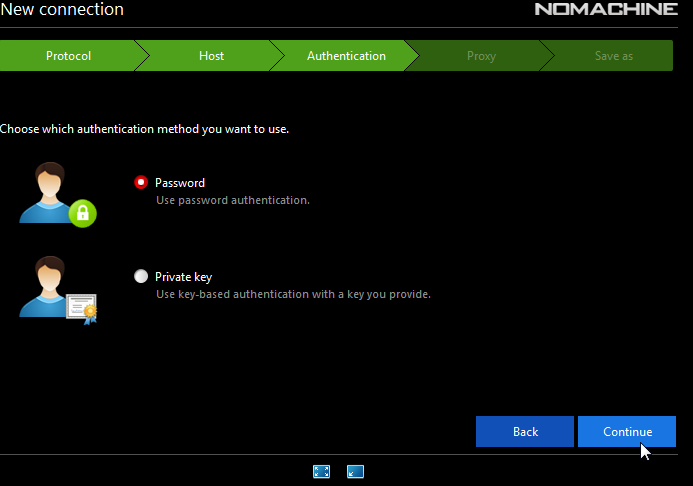 New connection
NOMACHINE
Protocol
Host
Authentication
Proxy
Save as
Choose which authentication method you want to use.
Password
Use password authentication.
Private key
Use key-based authentication with a key you provide.
Back
Continue